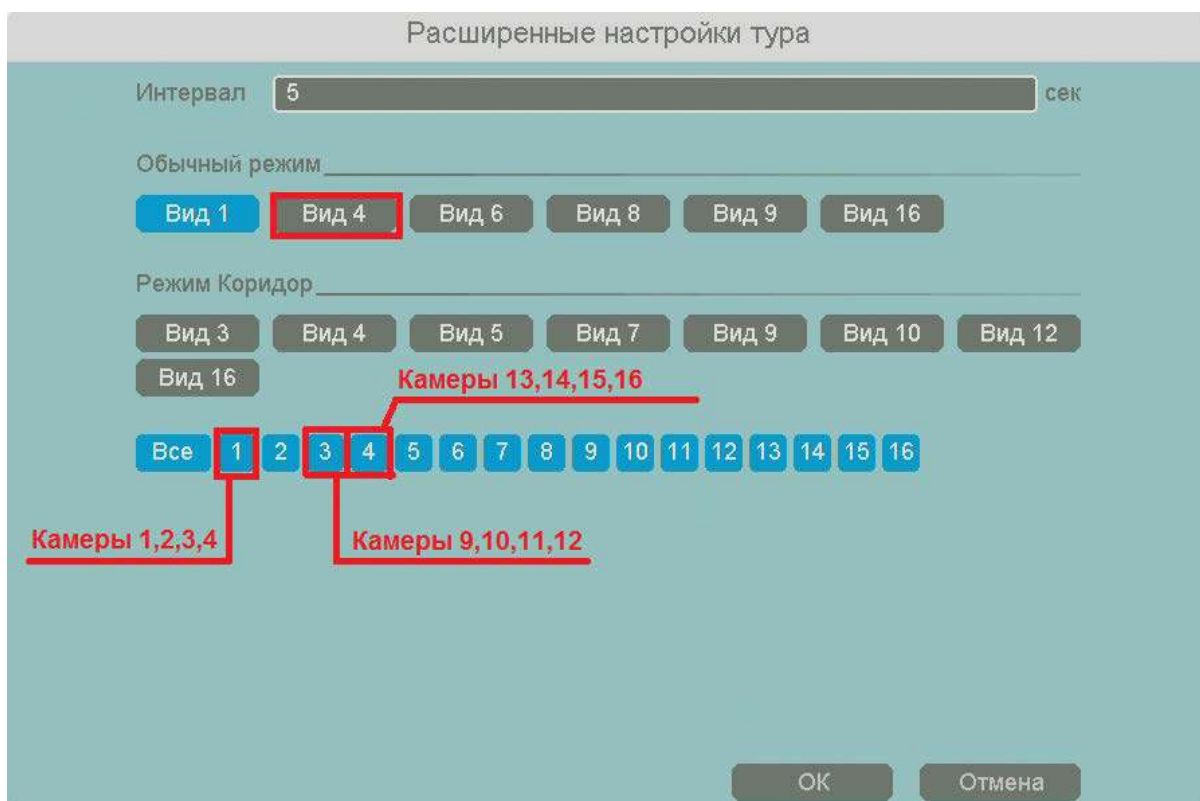 Расширенные настройки тура
Интервал 5 сек
Обычный режим
Вид 1 Вид 4 Вид 6 Вид 8 Вид 9 Вид 16
Режим Коридор
Вид 3 Вид 4 Вид 5 Вид 7 Вид 9 Вид 10 Вид 12
Вид 16
Камеры 13,14,15,16
Все 1 2 3 4 5 6 7 8 9 10 11 12 13 14 15 16
Камеры 1,2,3,4 Камеры 9,10,11,12
ОК Отмена